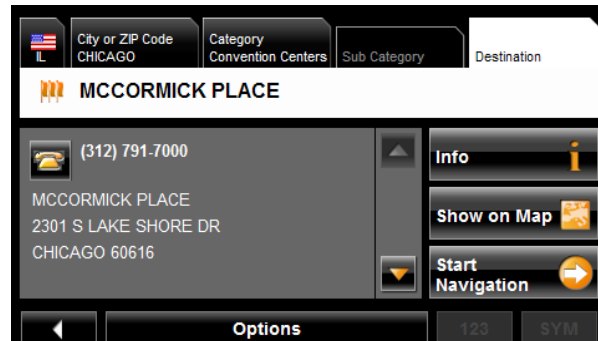 IL
City or ZIP Code
CHICAGO
Category
Convention Centers
Sub Category
Destination
MCCORMICK PLACE
(312) 791-7000
MCCORMICK PLACE
2301 S LAKE SHORE DR
CHICAGO 60616
Info
Show on Map
Start
Navigation
Options
123
SYM